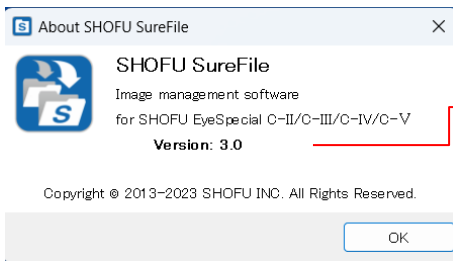 About SHOFU SureFile
SHOFU SureFile
Image management software
for SHOFU EyeSpecial C-II/C-III/C-IV/C-V
Version: 3.0
Copyright © 2013-2023 SHOFU INC. All Rights Reserved.
OK